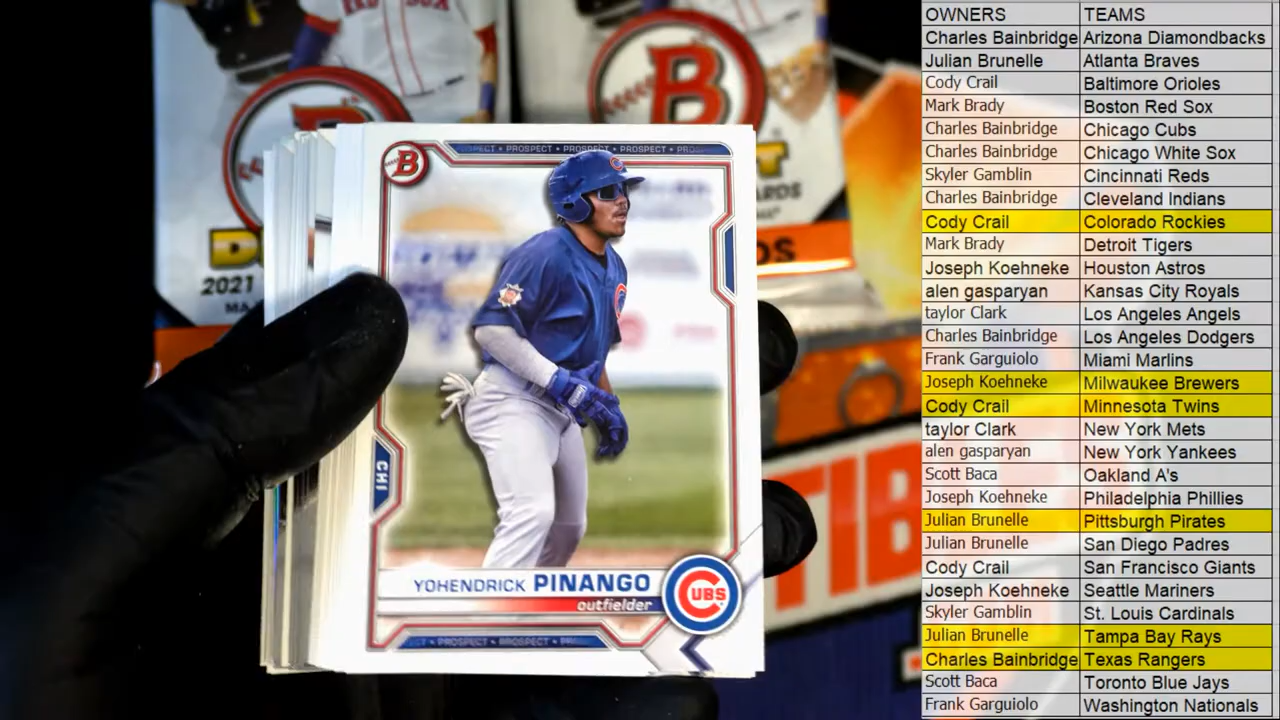 RED SOX
B
B
2021
PROSPECT • PROSPECT • PROSPECT • PROSPECT
B
CHI
YOHENDRICK PINANGO
outfielder
CUBS
PROSPECT • PROSPECT
OWNERS TEAMS
Charles Bainbridge Arizona Diamondbacks
Julian Brunelle Atlanta Braves
Cody Crail Baltimore Orioles
Mark Brady Boston Red Sox
Charles Bainbridge Chicago Cubs
Charles Bainbridge Chicago White Sox
Skyler Gamblin Cincinnati Reds
Charles Bainbridge Cleveland Indians
Cody Crail Colorado Rockies
Mark Brady Detroit Tigers
Joseph Koehneke Houston Astros
alen gasparyan Kansas City Royals
taylor Clark Los Angeles Angels
Charles Bainbridge Los Angeles Dodgers
Frank Garguiolo Miami Marlins
Joseph Koehneke Milwaukee Brewers
Cody Crail Minnesota Twins
taylor Clark New York Mets
alen gasparyan New York Yankees
Scott Baca Oakland A's
Joseph Koehneke Philadelphia Phillies
Julian Brunelle Pittsburgh Pirates
Julian Brunelle San Diego Padres
Cody Crail San Francisco Giants
Joseph Koehneke Seattle Mariners
Skyler Gamblin St. Louis Cardinals
Julian Brunelle Tampa Bay Rays
Charles Bainbridge Texas Rangers
Scott Baca Toronto Blue Jays
Frank Garguiolo Washington Nationals